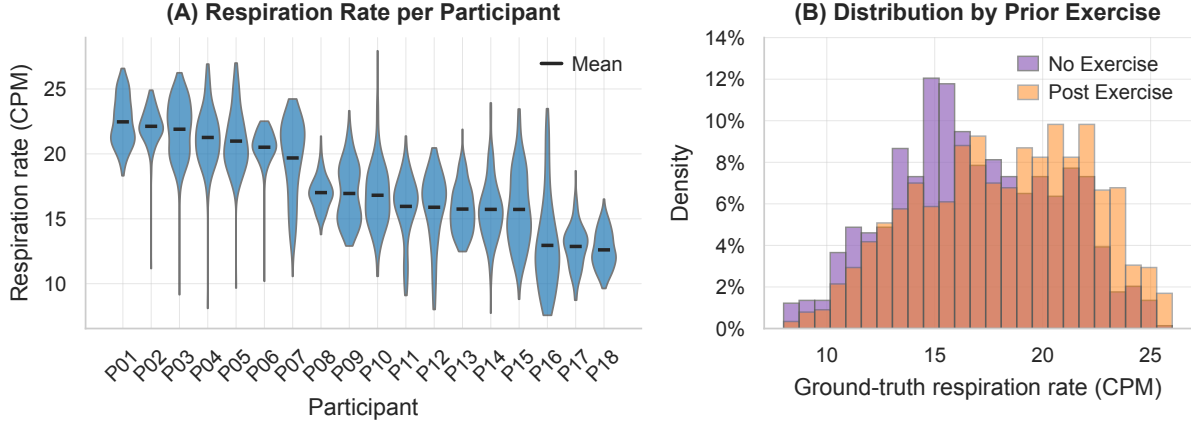 (A) Respiration Rate per Participant
Respiration rate (CPM)
25
20
15
10
Mean
P01 P02 P03 P04 P05 P06 P07 P08 P09 P10 P11 P12 P13 P14 P15 P16 P17 P18
Participant
(B) Distribution by Prior Exercise
Density
14%
12%
10%
8%
6%
4%
2%
0%
No Exercise
Post Exercise
10 15 20 25
Ground-truth respiration rate (CPM)